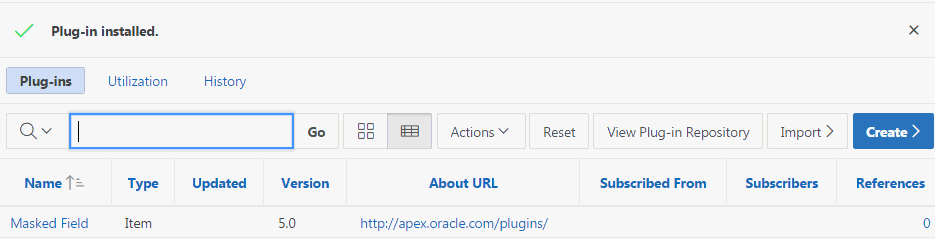 Plug-in installed.
Plug-ins Utilization History
Go Actions Reset View Plug-in Repository Import Create
Name Type Updated Version About URL Subscribed From Subscribers References
Masked Field Item 5.0 http://apex.oracle.com/plugins/ 0